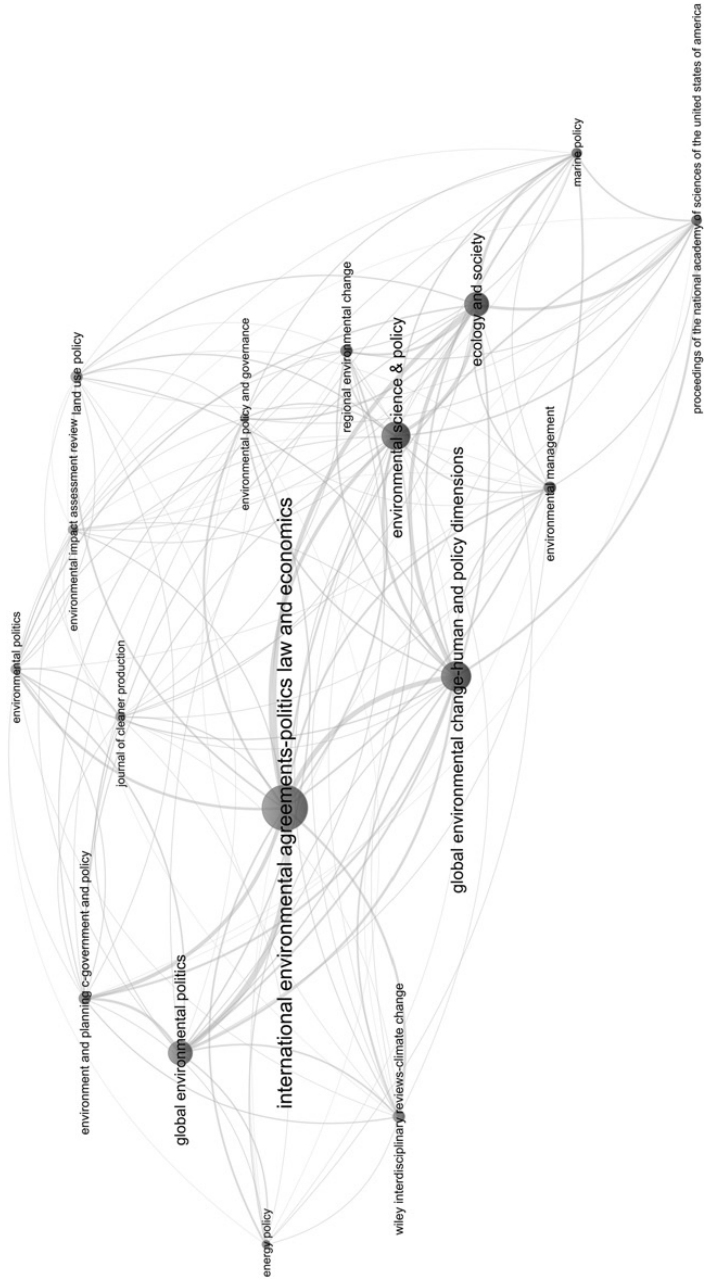 energy policy
wiley interdisciplinary reviews-climate change
global environmental politics
environment and planning c-government and policy
international environmental agreements-politics law and economics
journal of cleaner production
global environmental change-human and policy dimensions
environmental politics
environmental impact assessment review
environmental management
environmental science & policy
environmental policy and governance
land use policy
regional environmental change
ecology and society
proceedings of the national academy of sciences of the united states of america
marine policy